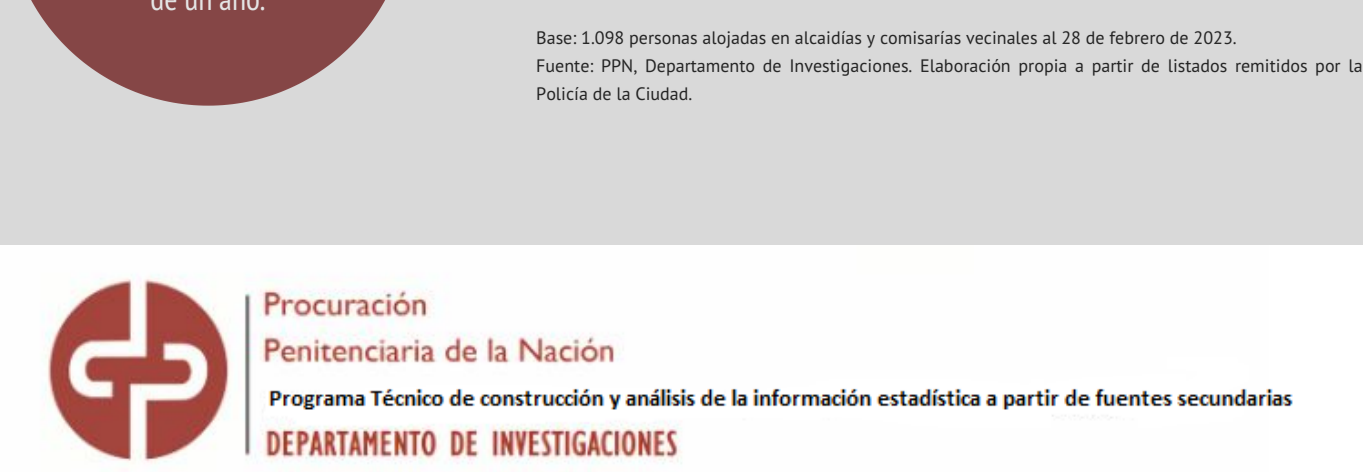 de un año.
Base: 1.098 personas alojadas en alcaidías y comisarías vecinales al 28 de febrero de 2023.
Fuente: PPN, Departamento de Investigaciones. Elaboración propia a partir de listados remitidos por la
Policía de la Ciudad.
Procuración
Penitenciaria de la Nación
Programa Técnico de construcción y análisis de la información estadística a partir de fuentes secundarias
DEPARTAMENTO DE INVESTIGACIONES